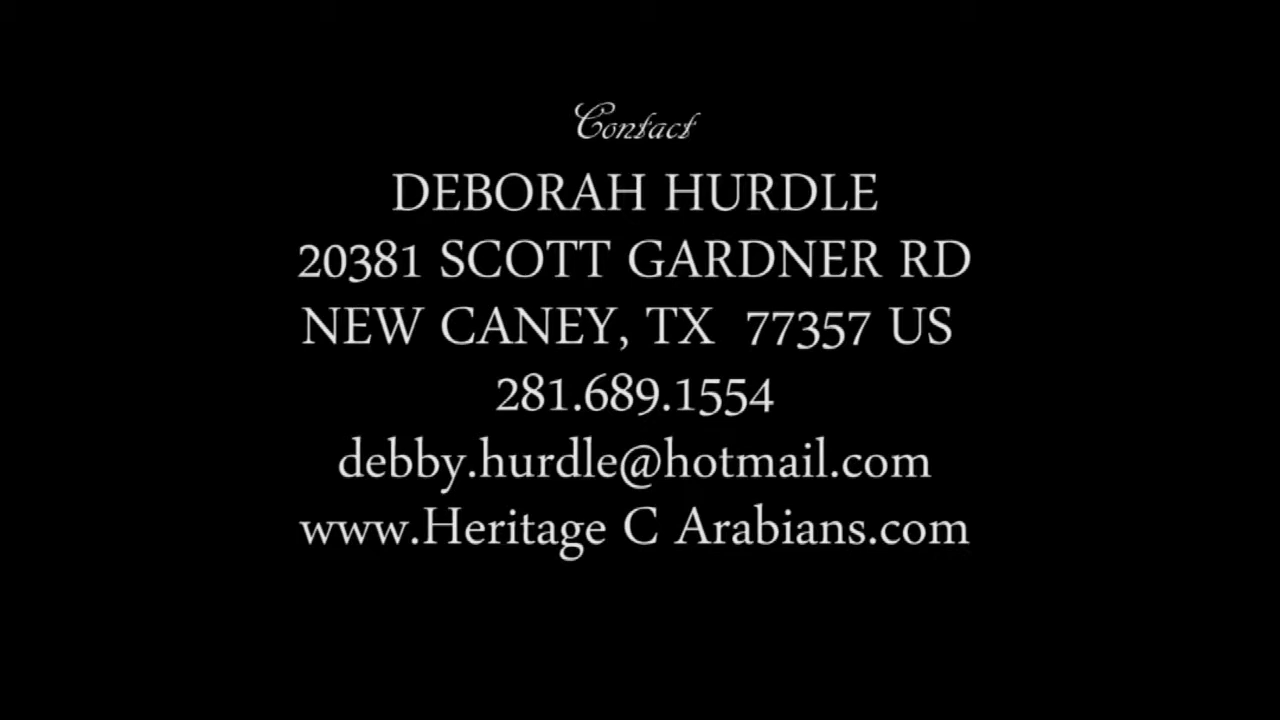 Contact
DEBORAH HURDLE
20381 SCOTT GARDNER RD
NEW CANEY, TX  77357 US
281.689.1554
debby.hurdle@hotmail.com
www.Heritage C Arabians.com